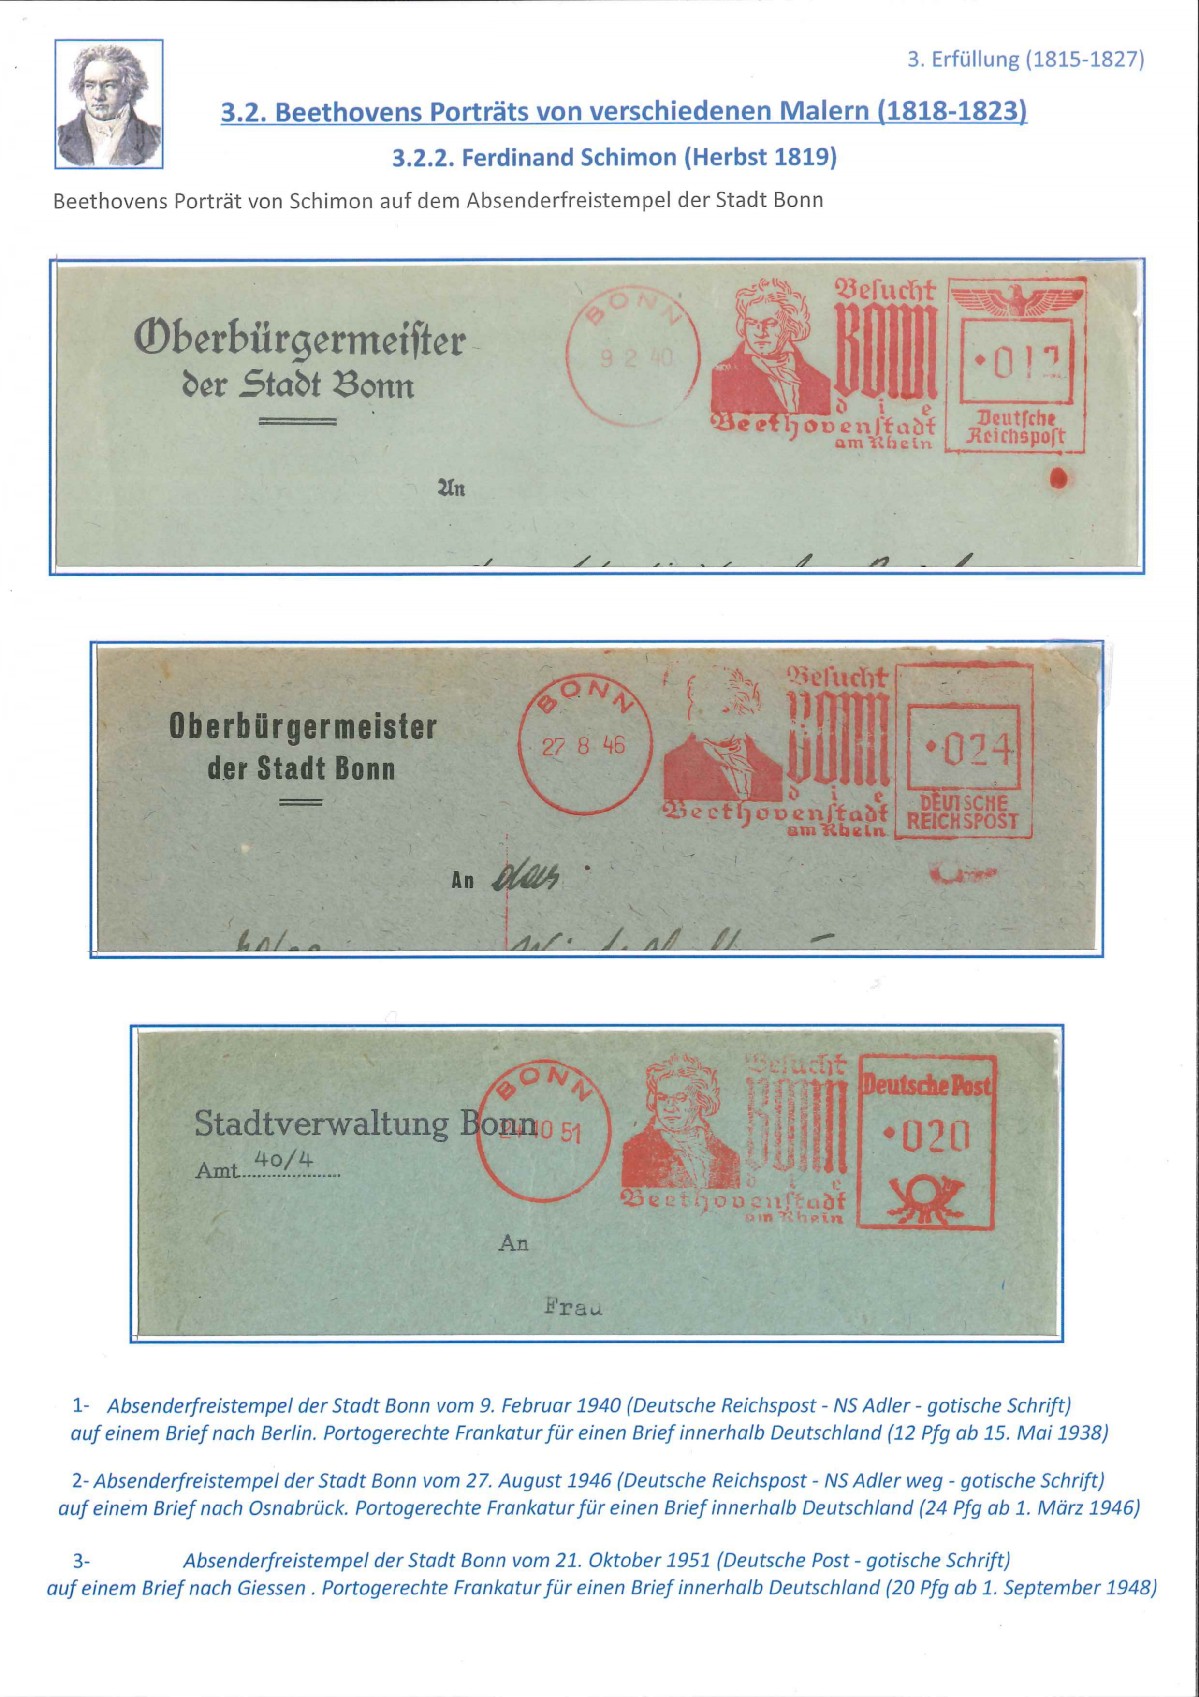 3. Erfüllung (1815-1827)
3.2. Beethovens Porträts von verschiedenen Malern (1818-1823)
3.2.2. Ferdinand Schimon (Herbst 1819)
Beethovens Porträt von Schimon auf dem Absenderfreistempel der Stadt Bonn
Oberbürgermeister
der Stadt Bonn
An
BONN
9 2 40
Besucht
BONN
die
Beethovenstadt
am Rhein
012
Deutsche
Reichspost
Oberbürgermeister
der Stadt Bonn
An das
BONN
27 8 46
Besucht
BONN
die
Beethovenstadt
am Rhein
024
DEUTSCHE
REICHSPOST
Stadtverwaltung Bonn
Amt 40/4
An
Frau
BONN
10 51
Besucht
BONN
die
Beethovenstadt
am Rhein
Deutsche Post
020
1- Absenderfreistempel der Stadt Bonn vom 9. Februar 1940 (Deutsche Reichspost - NS Adler - gotische Schrift)
auf einem Brief nach Berlin. Portogerechte Frankatur für einen Brief innerhalb Deutschland (12 Pfg ab 15. Mai 1938)
2- Absenderfreistempel der Stadt Bonn vom 27. August 1946 (Deutsche Reichspost - NS Adler weg - gotische Schrift)
auf einem Brief nach Osnabrück. Portogerechte Frankatur für einen Brief innerhalb Deutschland (24 Pfg ab 1. März 1946)
3- Absenderfreistempel der Stadt Bonn vom 21. Oktober 1951 (Deutsche Post - gotische Schrift)
auf einem Brief nach Giessen . Portogerechte Frankatur für einen Brief innerhalb Deutschland (20 Pfg ab 1. September 1948)